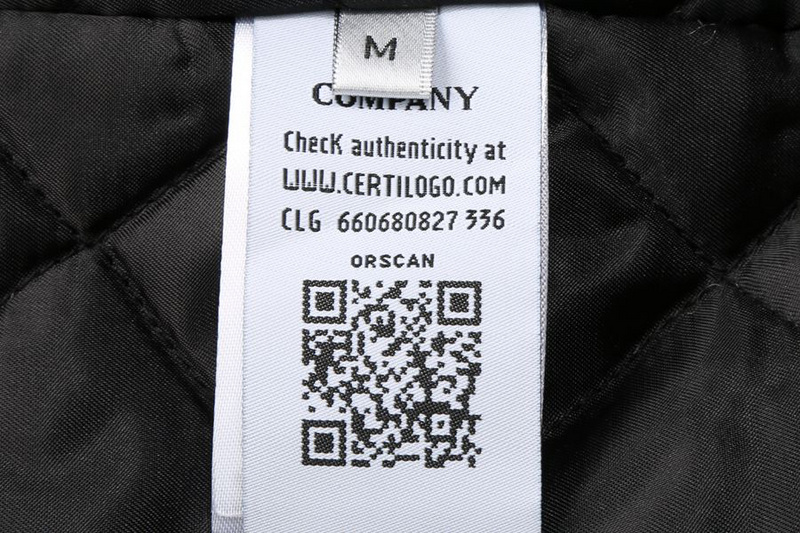 M
COMPANY
Check authenticity at
WWW.CERTILOGO.COM
CLG 660680827 336
ORSCAN